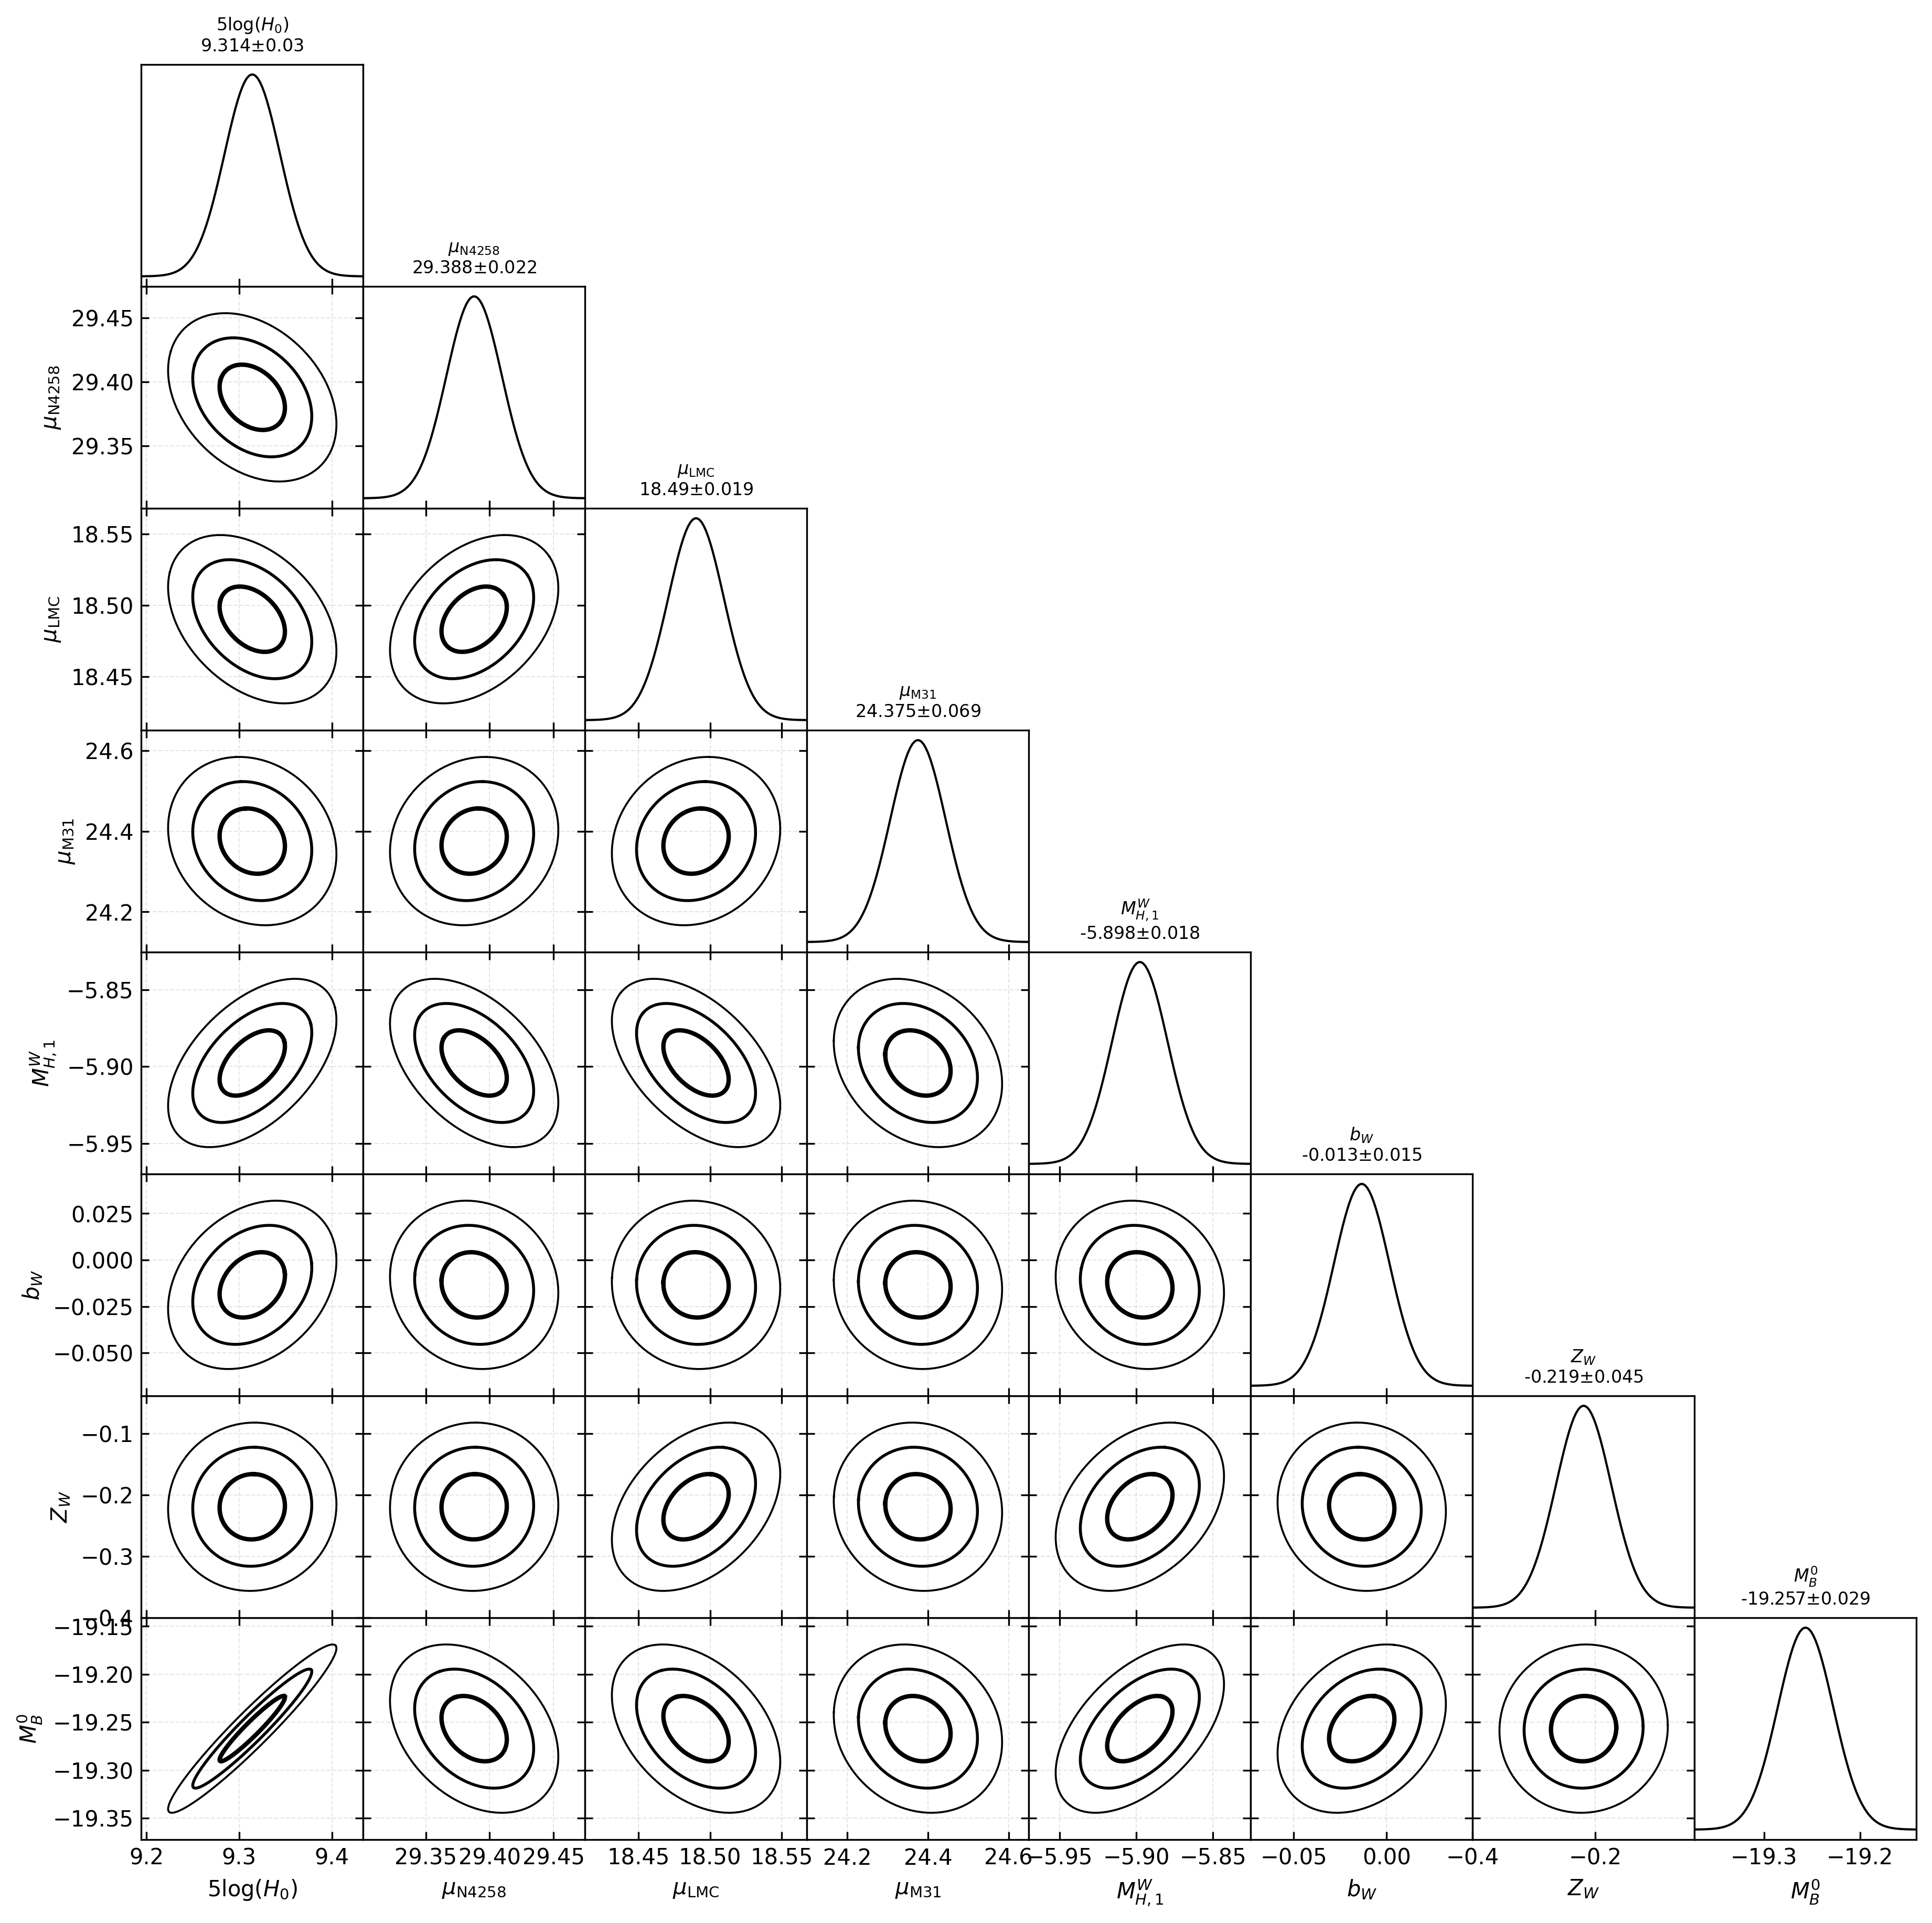 5log(H₀)
9.314±0.03
μN4258
29.388±0.022
29.45
29.40
29.35
μN4258
μLMC
18.49±0.019
18.55
18.50
18.45
μLMC
μM31
24.375±0.069
24.6
24.4
24.2
μM31
M^W_{H,1}
-5.898±0.018
−5.85
−5.90
−5.95
M^W_{H,1}
b_W
-0.013±0.015
0.025
0.000
−0.025
−0.050
b_W
Z_W
-0.219±0.045
−0.1
−0.2
−0.3
−0.4
Z_W
M^0_B
-19.257±0.029
−19.15
−19.20
−19.25
−19.30
−19.35
M^0_B
9.2 9.3 9.4 29.35 29.40 29.45 18.45 18.50 18.55 24.2 24.4 24.6 −5.95 −5.90 −5.85 −0.05 0.00 −0.4 −0.2 −19.3 −19.2
5log(H₀) μN4258 μLMC μM31 M^W_{H,1} b_W Z_W M^0_B